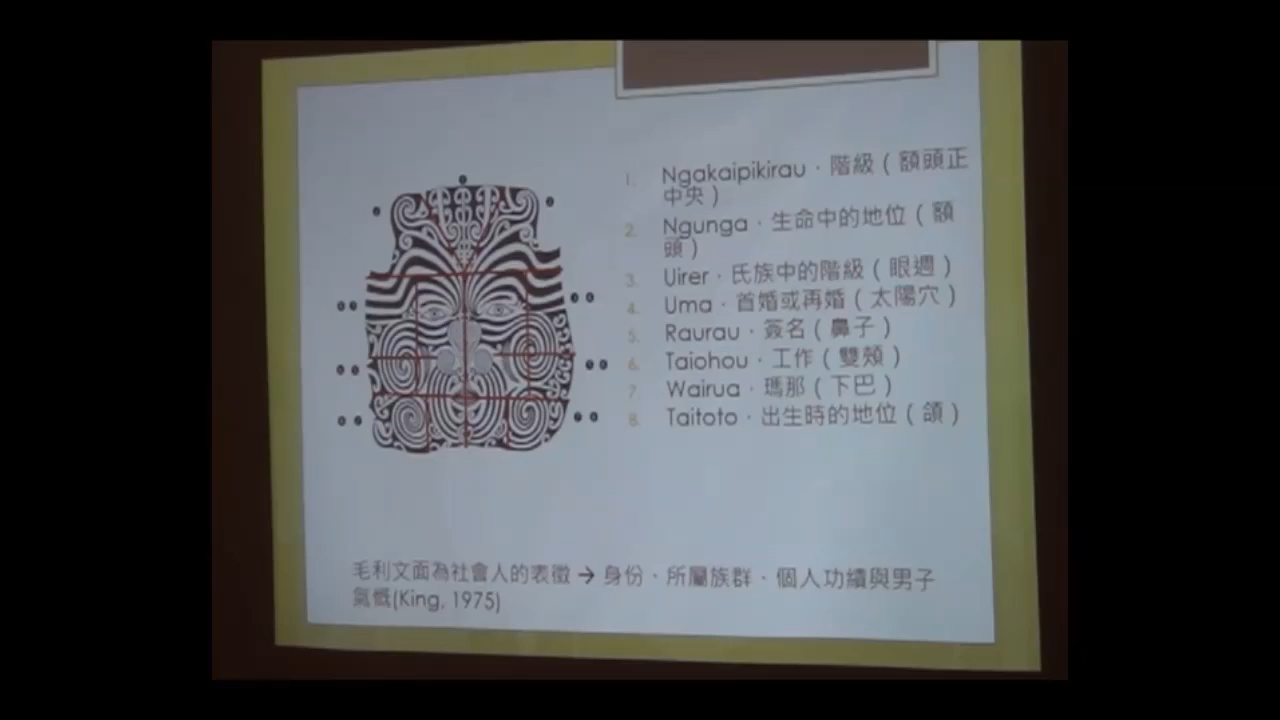 1. Ngakaipikirau，階級（額頭正
中央）
2. Ngunga，生命中的地位（額
頭）
3. Uirer，氏族中的階級（眼週）
4. Uma，首婚或再婚（太陽穴）
5. Raurau，簽名（鼻子）
6. Taiohou，工作（雙頰）
7. Wairua，瑪那（下巴）
8. Taitoto，出生時的地位（頜）
毛利文面為社會人的表徵→身份，所屬族群，個人功績與男子
氣慨(King, 1975)